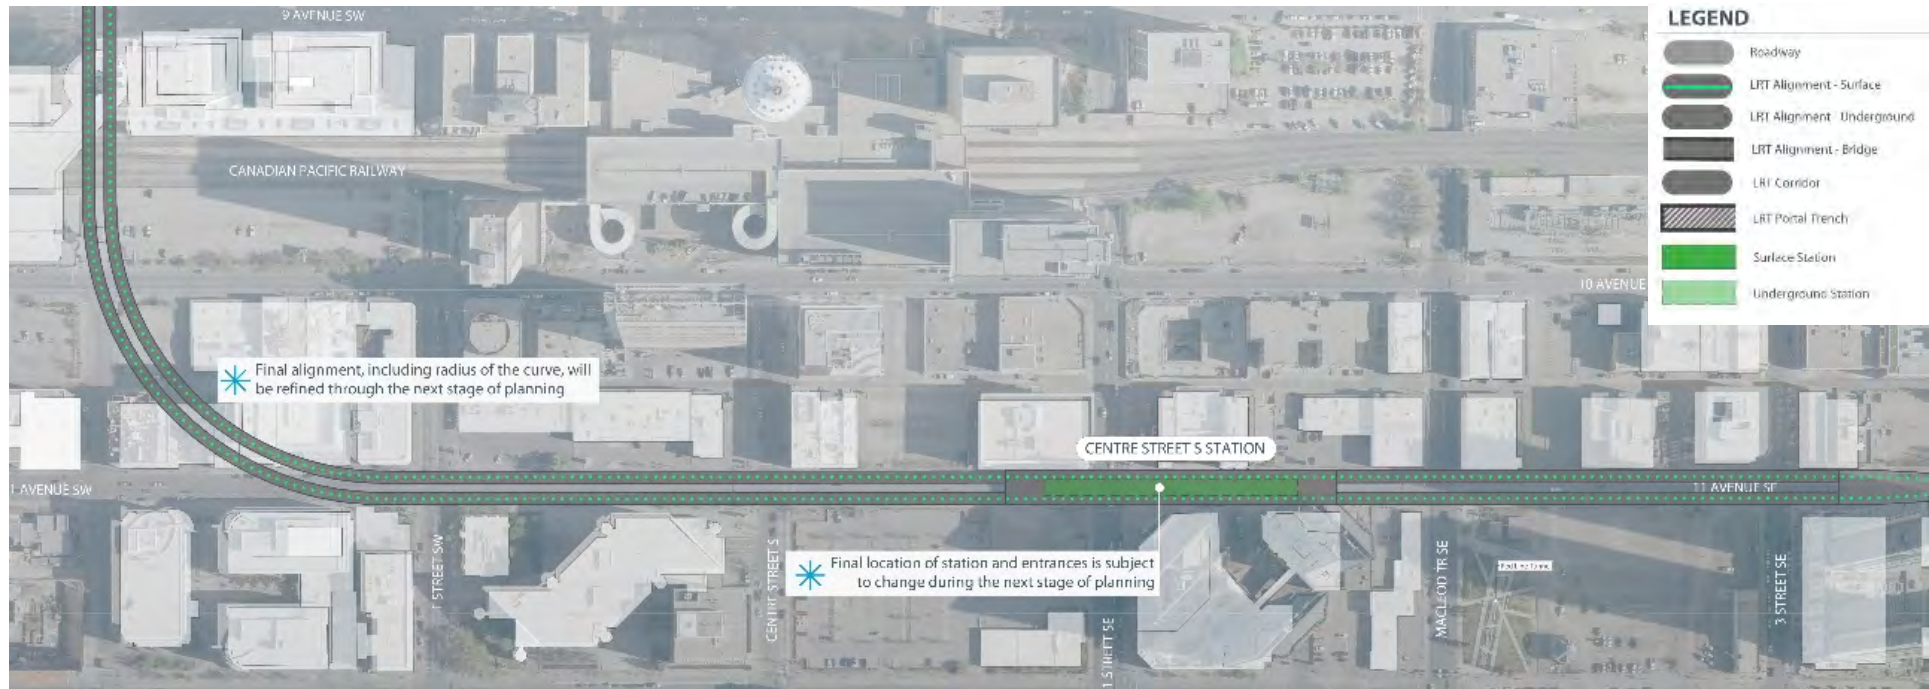 9 AVENUE SW
LEGEND
Roadway
LRT Alignment - Surface
LRT Alignment - Underground
LRT Alignment - Bridge
LRT Corridor
LRT Portal Trench
Surface Station
Underground Station
CANADIAN PACIFIC RAILWAY
10 AVENUE
Final alignment, including radius of the curve, will
be refined through the next stage of planning
CENTRE STREET S STATION
1 AVENUE SW
11 AVENUE SE
Final location of station and entrances is subject
to change during the next stage of planning
1 STREET SW
CENTRE STREET S
1 STREET SE
MACLEOD TR SE
3 STREET SE